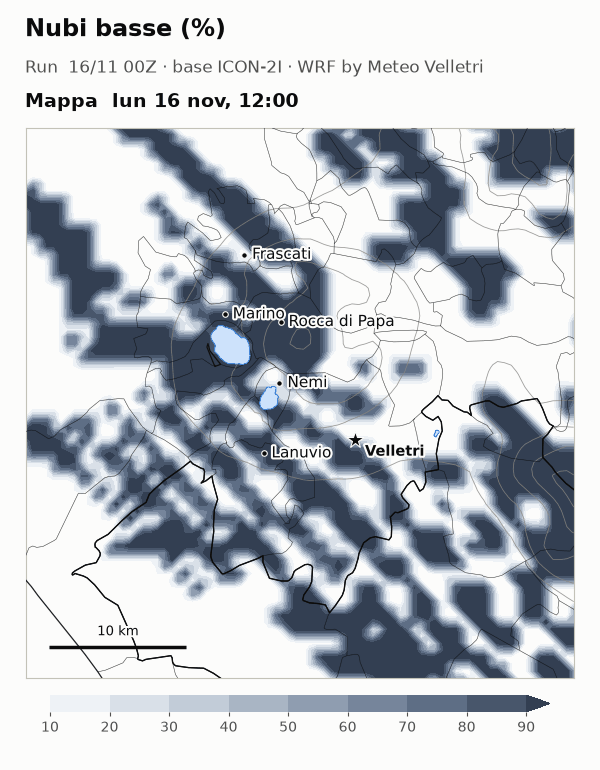 Nubi basse (%)
Run 16/11 00Z · base ICON-2I · WRF by Meteo Velletri
Mappa lun 16 nov, 12:00
Frascati
Marino
Rocca di Papa
Nemi
Velletri
Lanuvio
10 km
10 20 30 40 50 60 70 80 90